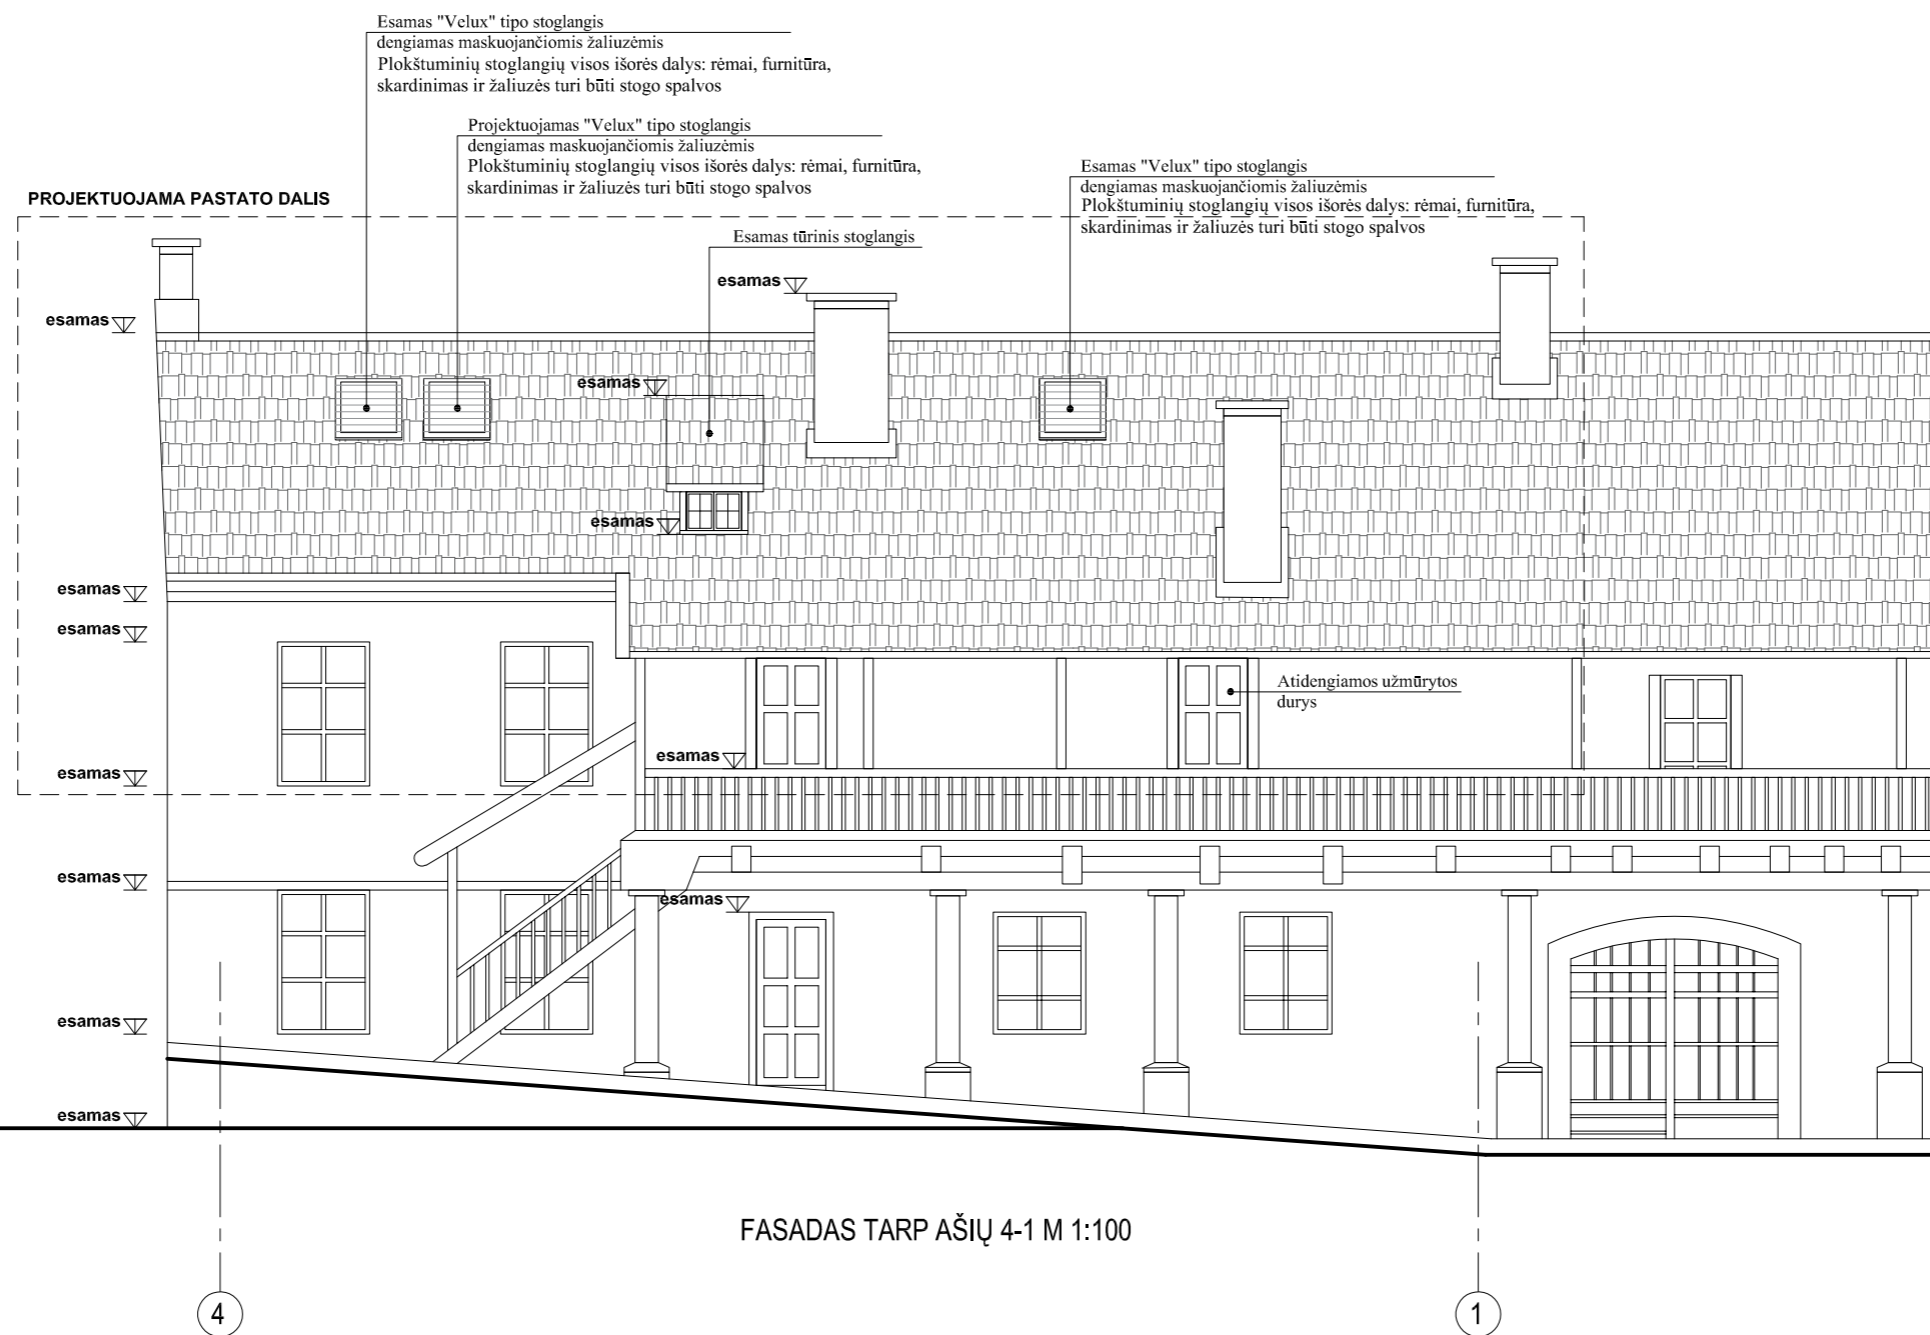 Esamas "Velux" tipo stoglangis
dengiamas maskuojančiomis žaliuzėmis
Plokštuminių stoglangių visos išorės dalys: rėmai, furnitūra,
skardinimas ir žaliuzės turi būti stogo spalvos
Projektuojamas "Velux" tipo stoglangis
dengiamas maskuojančiomis žaliuzėmis
Plokštuminių stoglangių visos išorės dalys: rėmai, furnitūra,
skardinimas ir žaliuzės turi būti stogo spalvos
Esamas "Velux" tipo stoglangis
dengiamas maskuojančiomis žaliuzėmis
Plokštuminių stoglangių visos išorės dalys: rėmai, furnitūra,
skardinimas ir žaliuzės turi būti stogo spalvos
PROJEKTUOJAMA PASTATO DALIS
Esamas tūrinis stoglangis
esamas
esamas
esamas
esamas
esamas
esamas
Atidengiamos užmūrytos
durys
esamas
esamas
esamas
esamas
esamas
esamas
FASADAS TARP AŠIŲ 4-1 M 1:100
4
1